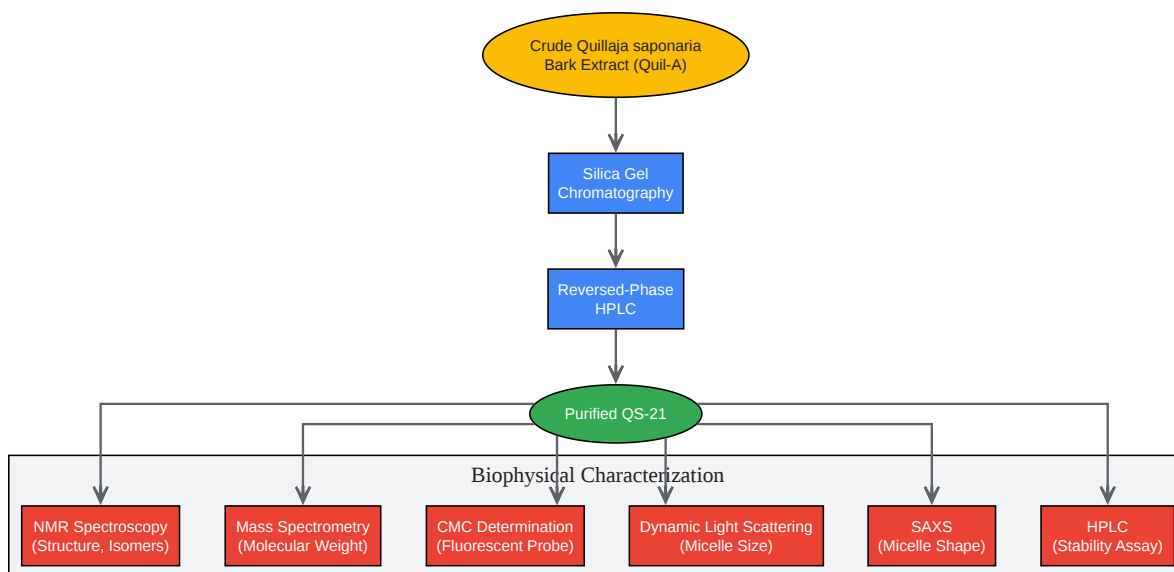 Crude Quillaja saponaria
Bark Extract (Quil-A)
Silica Gel
Chromatography
Reversed-Phase
HPLC
Purified QS-21
Biophysical Characterization
NMR Spectroscopy
(Structure, Isomers)
Mass Spectrometry
(Molecular Weight)
CMC Determination
(Fluorescent Probe)
Dynamic Light Scattering
(Micelle Size)
SAXS
(Micelle Shape)
HPLC
(Stability Assay)